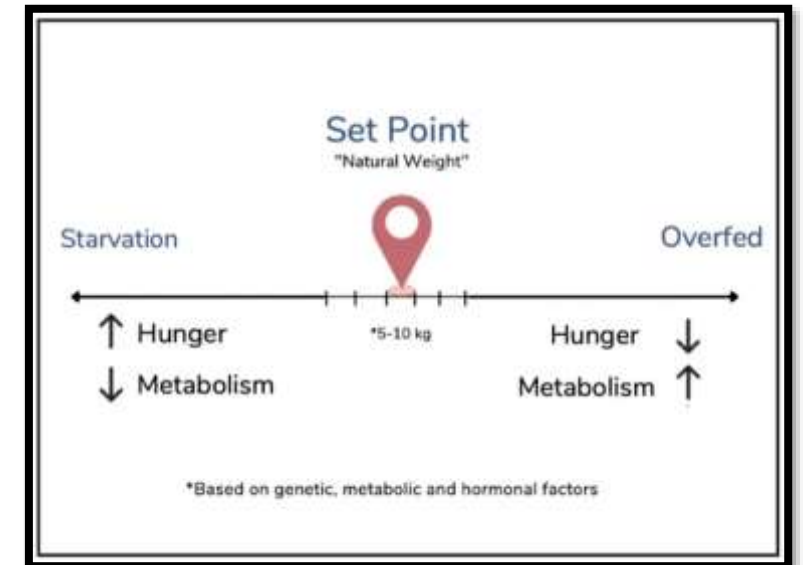 Set Point
"Natural Weight"
Starvation
Overfed
↑ Hunger
*5-10 kg
Hunger ↓
↓ Metabolism
Metabolism ↑
*Based on genetic, metabolic and hormonal factors